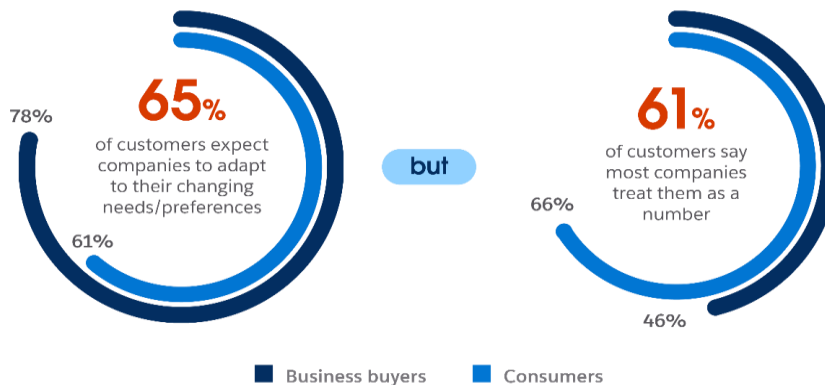 65%
of customers expect
companies to adapt
to their changing
needs/preferences
78%
61%
but
61%
of customers say
most companies
treat them as a
number
66%
46%
Business buyers
Consumers